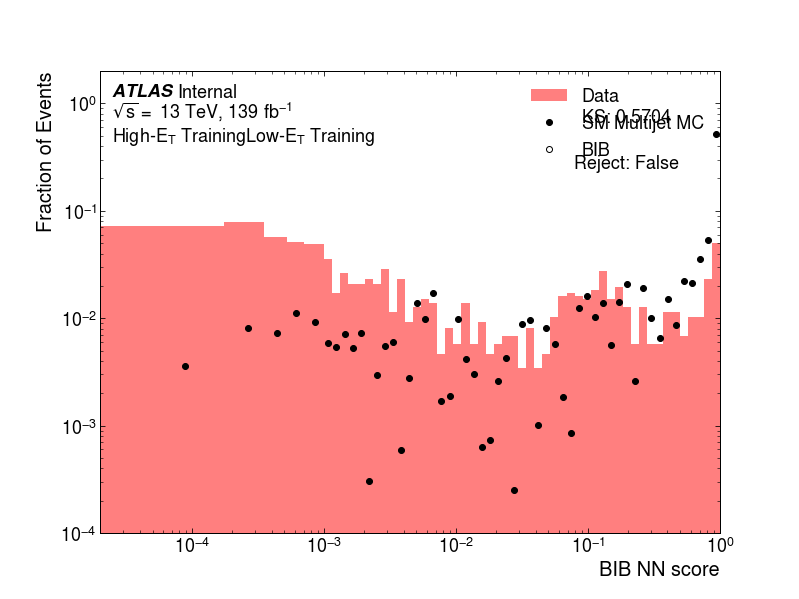 ATLAS Internal
√s = 13 TeV, 139 fb⁻¹
High-E_T TrainingLow-E_T Training
Data
KS: 0.5704
SM Multijet MC
BIB
Reject: False
Fraction of Events
10⁰
10⁻¹
10⁻²
10⁻³
10⁻⁴
10⁻⁴ 10⁻³ 10⁻² 10⁻¹ 10⁰
BIB NN score